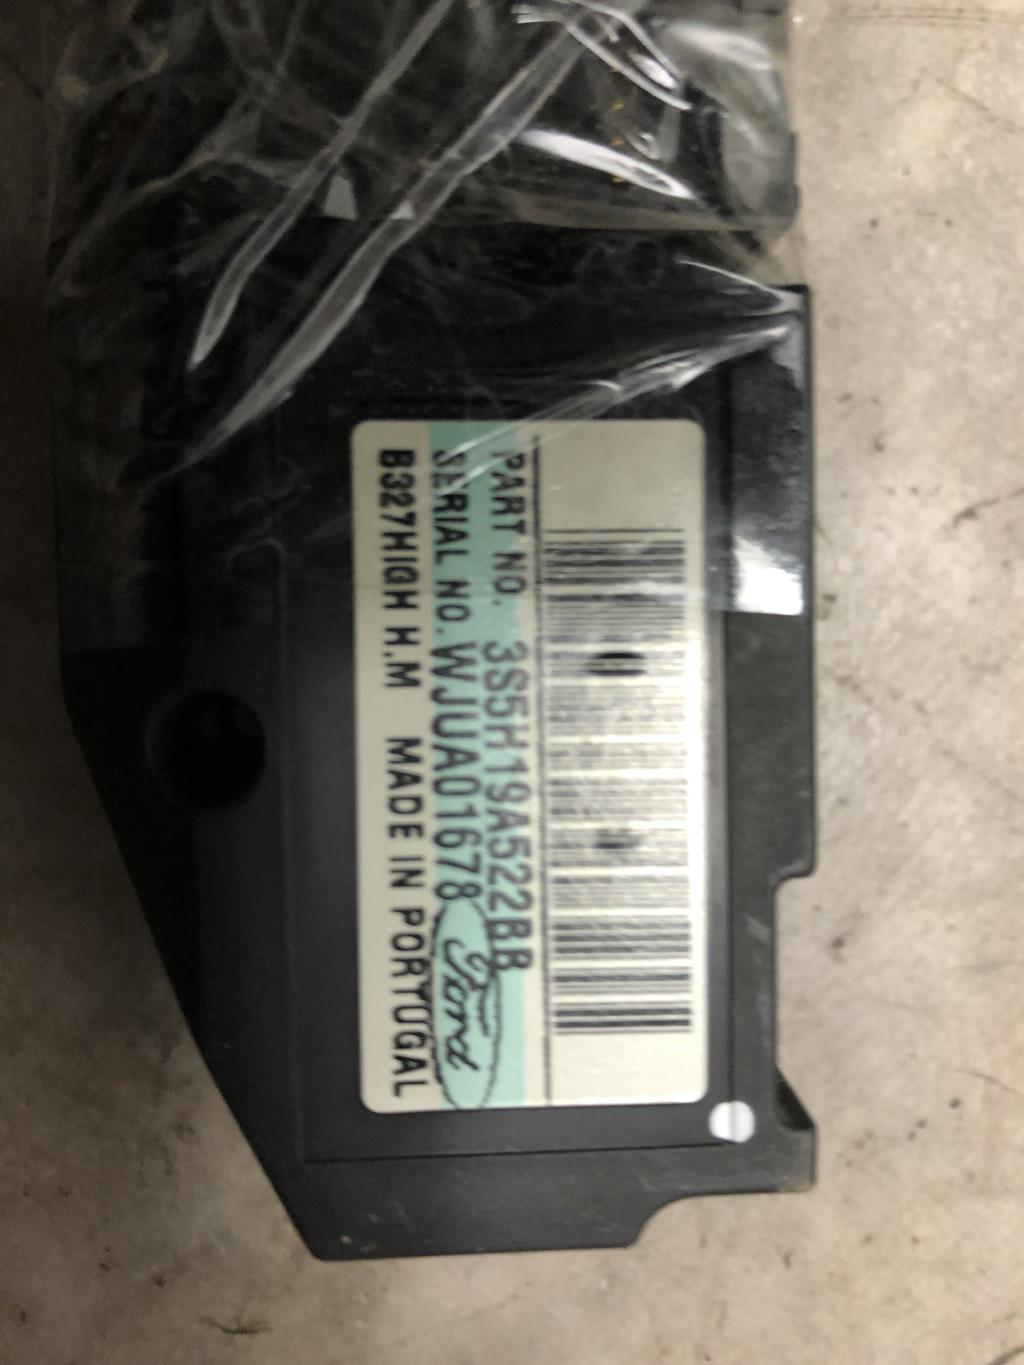 PART NO. 3S5H19A522BB
SERIAL NO. WJUA01678
Ford
B327HIGH H.M MADE IN PORTUGAL